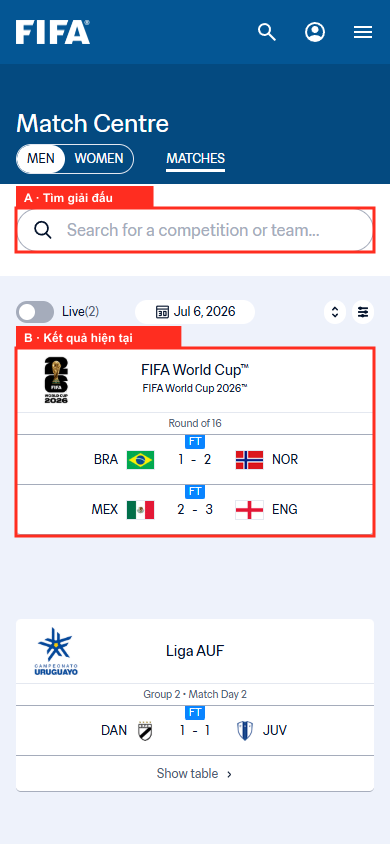 FIFA®
Match Centre
MEN WOMEN MATCHES
A · Tìm giải đấu
Search for a competition or team...
Live(2) 30 Jul 6, 2026
B · Kết quả hiện tại
FIFA World Cup™
FIFA World Cup 2026™
FIFA
WORLD CUP
2026
Round of 16
FT
BRA 1 - 2 NOR
FT
MEX 2 - 3 ENG
Liga AUF
CAMPEONATO
URUGUAYO
Group 2 • Match Day 2
FT
DAN 1 - 1 JUV
Show table